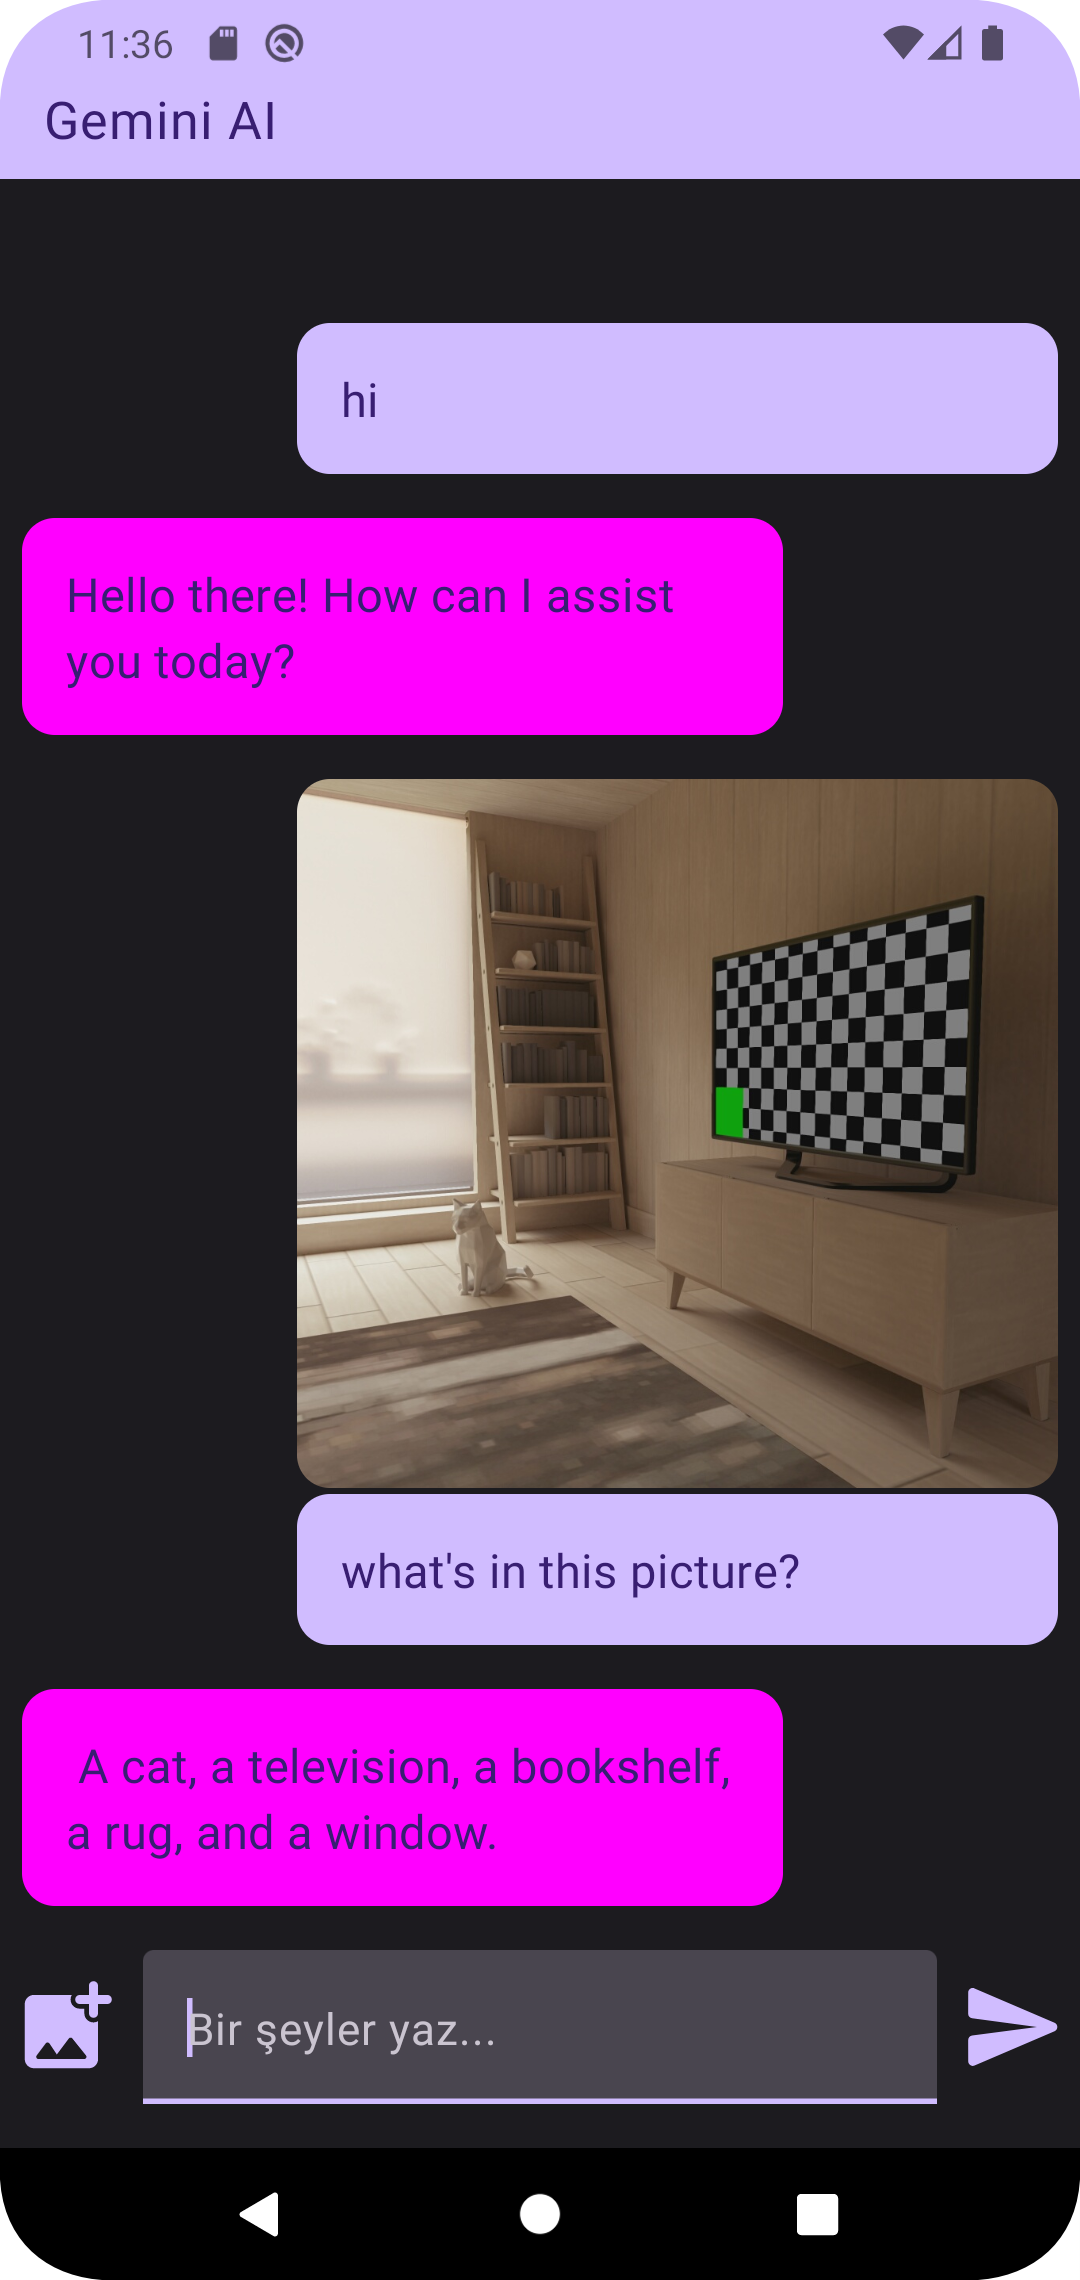 11:36
Gemini AI
hi
Hello there! How can I assist
you today?
what's in this picture?
A cat, a television, a bookshelf,
a rug, and a window.
Bir şeyler yaz...